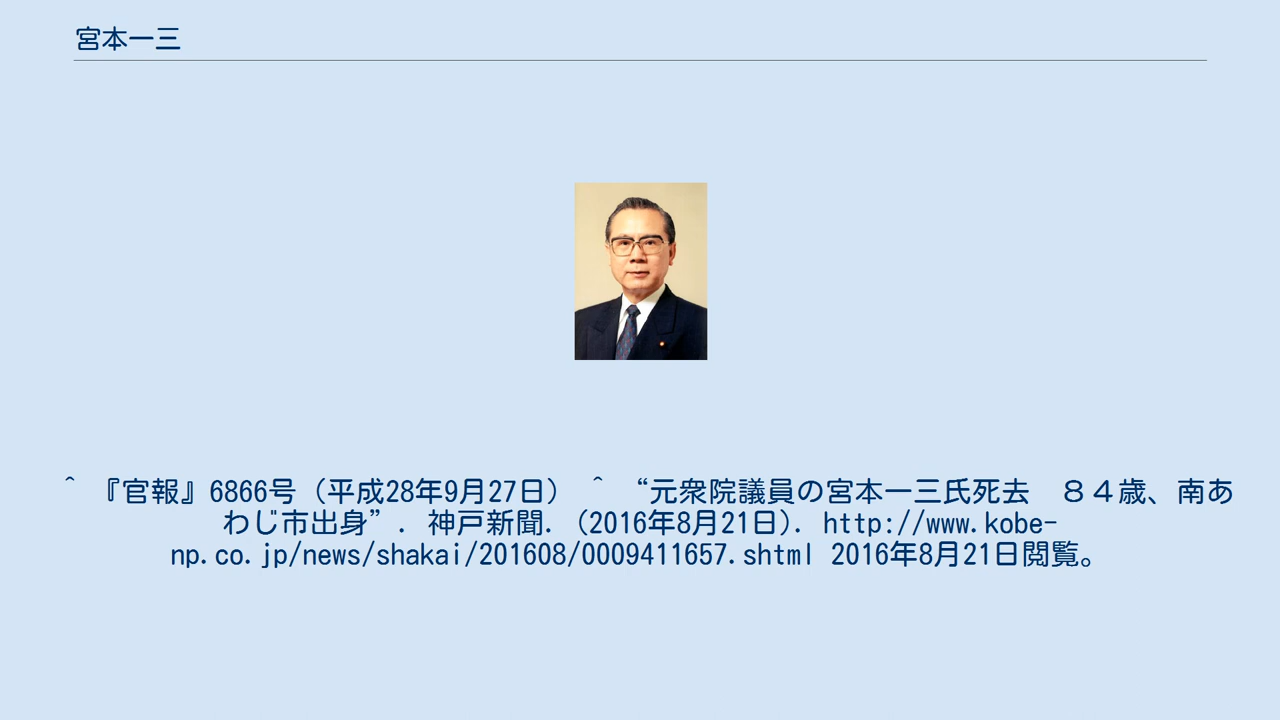 宮本一三
^ 『官報』6866号（平成28年9月27日） ^ “元衆院議員の宮本一三氏死去　８４歳、南あ
わじ市出身”. 神戸新聞. (2016年8月21日). http://www.kobe-
np.co.jp/news/shakai/201608/0009411657.shtml 2016年8月21日閲覧。